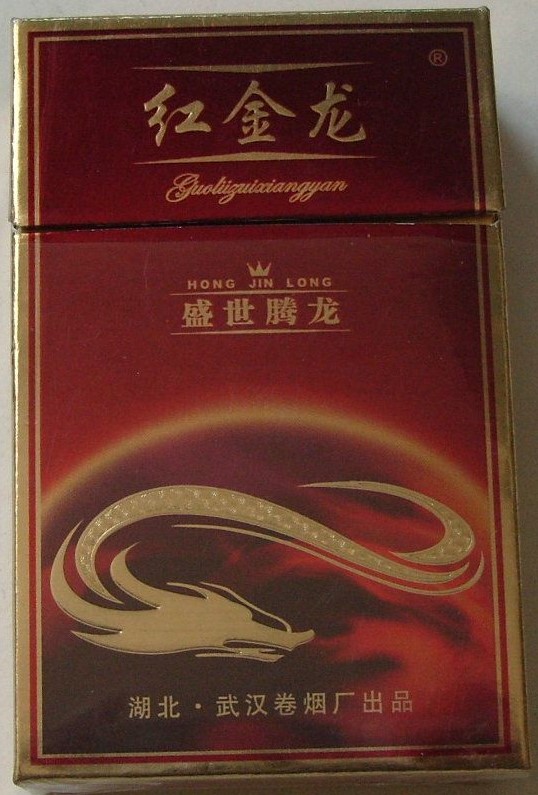 ®
红金龙
Guolüzuixiangyan
HONG JIN LONG
盛世腾龙
湖北·武汉卷烟厂出品